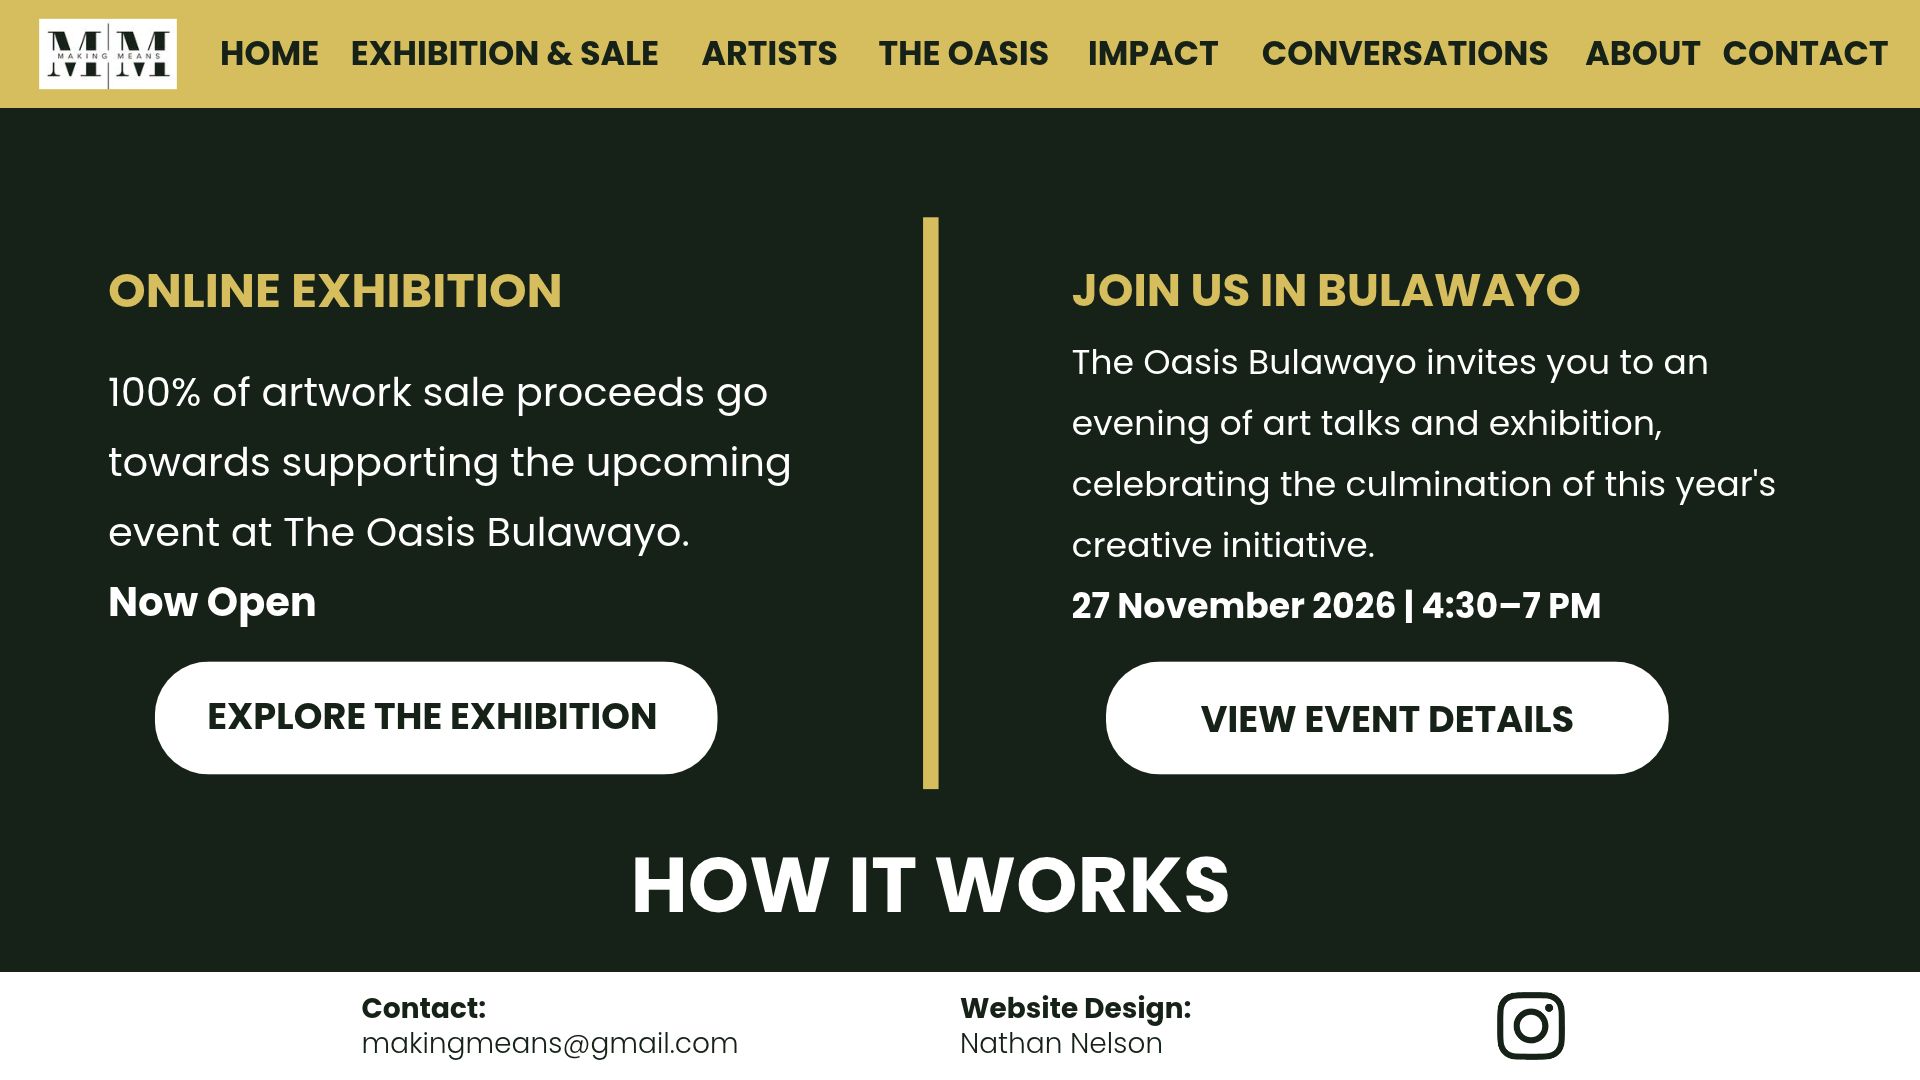 MM
MAKING MEANS
HOME EXHIBITION & SALE ARTISTS THE OASIS IMPACT CONVERSATIONS ABOUT CONTACT
ONLINE EXHIBITION
100% of artwork sale proceeds go
towards supporting the upcoming
event at The Oasis Bulawayo.
Now Open
EXPLORE THE EXHIBITION
JOIN US IN BULAWAYO
The Oasis Bulawayo invites you to an
evening of art talks and exhibition,
celebrating the culmination of this year's
creative initiative.
27 November 2026 | 4:30–7 PM
VIEW EVENT DETAILS
HOW IT WORKS
Contact:
makingmeans@gmail.com
Website Design:
Nathan Nelson